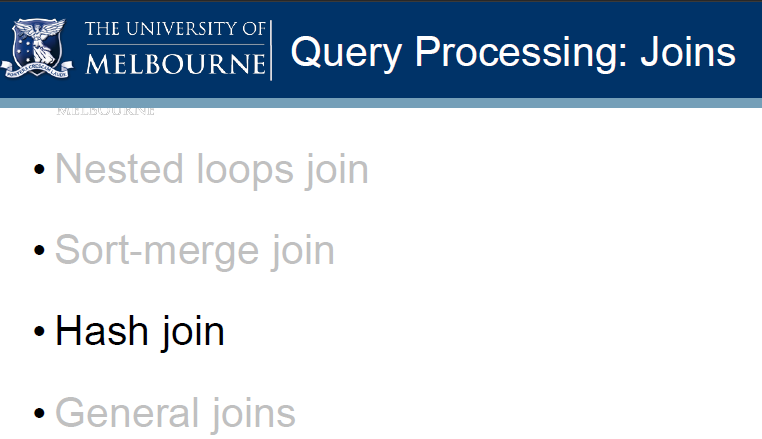 THE UNIVERSITY OF
MELBOURNE
Query Processing: Joins
MELBOURNE
• Nested loops join
• Sort-merge join
• Hash join
• General joins